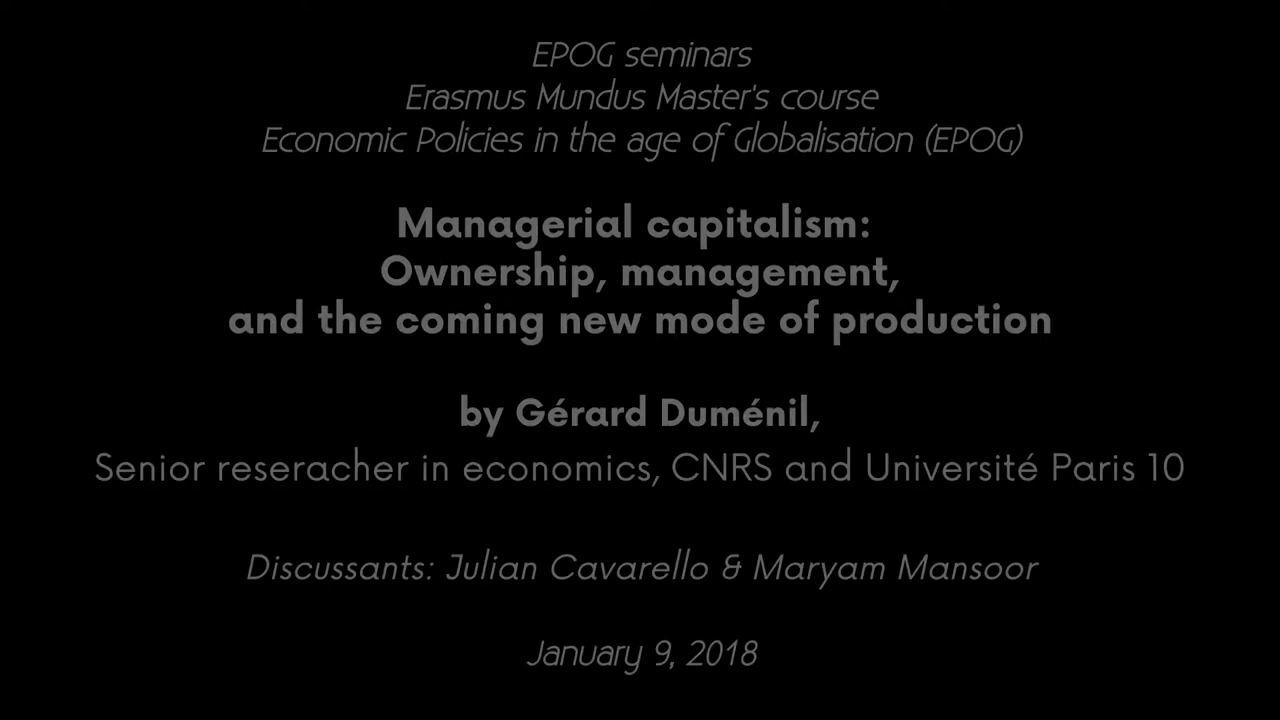 EPOG seminars
Erasmus Mundus Master's course
Economic Policies in the age of Globalisation (EPOG)
Managerial capitalism:
Ownership, management,
and the coming new mode of production
by Gérard Duménil,
Senior reseracher in economics, CNRS and Université Paris 10
Discussants: Julian Cavarello & Maryam Mansoor
January 9, 2018